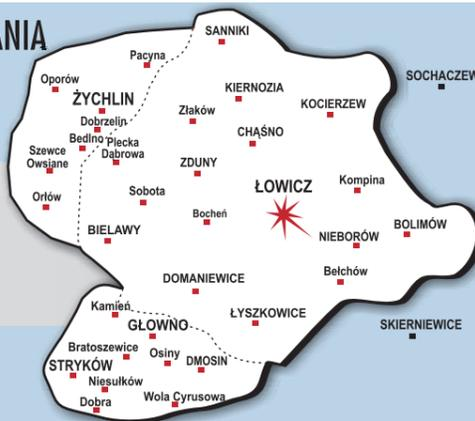 ANIA
SANNIKI
Pacyna
Oporów
SOCHACZEW
ŻYCHLIN
KIERNOZIA
KOCIERZEW
Złaków
Dobrzelin
CHĄŚNO
Bedlno
Plecka
Dąbrowa
Szewce
Owsiane
ZDUNY
ŁOWICZ
Kompina
Orłów
Sobota
Bocheń
BIELAWY
NIEBORÓW
BOLIMÓW
Bełchów
DOMANIEWICE
Kamień
ŁYSZKOWICE
GŁOWNO
SKIERNIEWICE
Bratoszewice
Osiny
DMOSIN
STRYKÓW
Niesułków
Dobra
Wola Cyrusowa